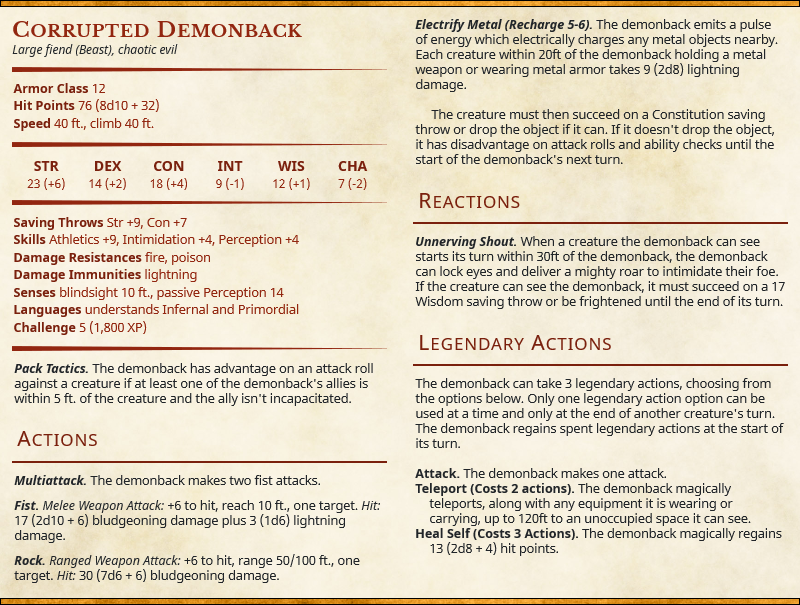 Corrupted Demonback
Large fiend (Beast), chaotic evil
Armor Class 12
Hit Points 76 (8d10 + 32)
Speed 40 ft., climb 40 ft.
STR DEX CON INT WIS CHA
23 (+6) 14 (+2) 18 (+4) 9 (-1) 12 (+1) 7 (-2)
Saving Throws Str +9, Con +7
Skills Athletics +9, Intimidation +4, Perception +4
Damage Resistances fire, poison
Damage Immunities lightning
Senses blindsight 10 ft., passive Perception 14
Languages understands Infernal and Primordial
Challenge 5 (1,800 XP)
Pack Tactics. The demonback has advantage on an attack roll
against a creature if at least one of the demonback's allies is
within 5 ft. of the creature and the ally isn't incapacitated.
Actions
Multiattack. The demonback makes two fist attacks.
Fist. Melee Weapon Attack: +6 to hit, reach 10 ft., one target. Hit:
17 (2d10 + 6) bludgeoning damage plus 3 (1d6) lightning
damage.
Rock. Ranged Weapon Attack: +6 to hit, range 50/100 ft., one
target. Hit: 30 (7d6 + 6) bludgeoning damage.
Electrify Metal (Recharge 5-6). The demonback emits a pulse
of energy which electrically charges any metal objects nearby.
Each creature within 20ft of the demonback holding a metal
weapon or wearing metal armor takes 9 (2d8) lightning
damage.
The creature must then succeed on a Constitution saving
throw or drop the object if it can. If it doesn't drop the object,
it has disadvantage on attack rolls and ability checks until the
start of the demonback's next turn.
Reactions
Unnerving Shout. When a creature the demonback can see
starts its turn within 30ft of the demonback, the demonback
can lock eyes and deliver a mighty roar to intimidate their foe.
If the creature can see the demonback, it must succeed on a 17
Wisdom saving throw or be frightened until the end of its turn.
Legendary Actions
The demonback can take 3 legendary actions, choosing from
the options below. Only one legendary action option can be
used at a time and only at the end of another creature's turn.
The demonback regains spent legendary actions at the start of
its turn.
Attack. The demonback makes one attack.
Teleport (Costs 2 actions). The demonback magically
teleports, along with any equipment it is wearing or
carrying, up to 120ft to an unoccupied space it can see.
Heal Self (Costs 3 Actions). The demonback magically regains
13 (2d8 + 4) hit points.